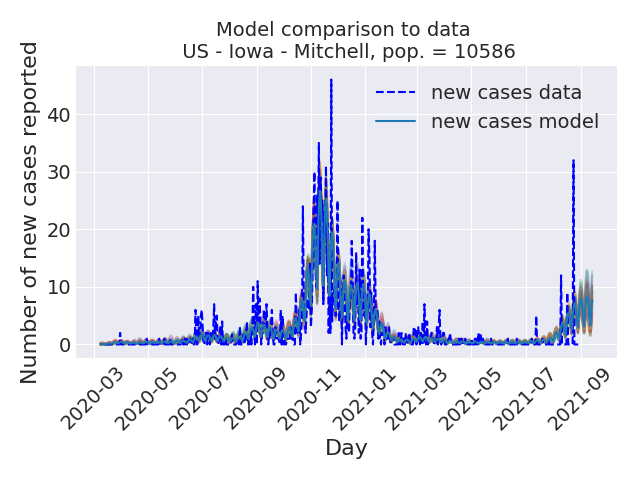 Model comparison to data
US - Iowa - Mitchell, pop. = 10586
Number of new cases reported
40
30
20
10
0
new cases data
new cases model
2020-03
2020-05
2020-07
2020-09
2020-11
2021-01
2021-03
2021-05
2021-07
2021-09
Day